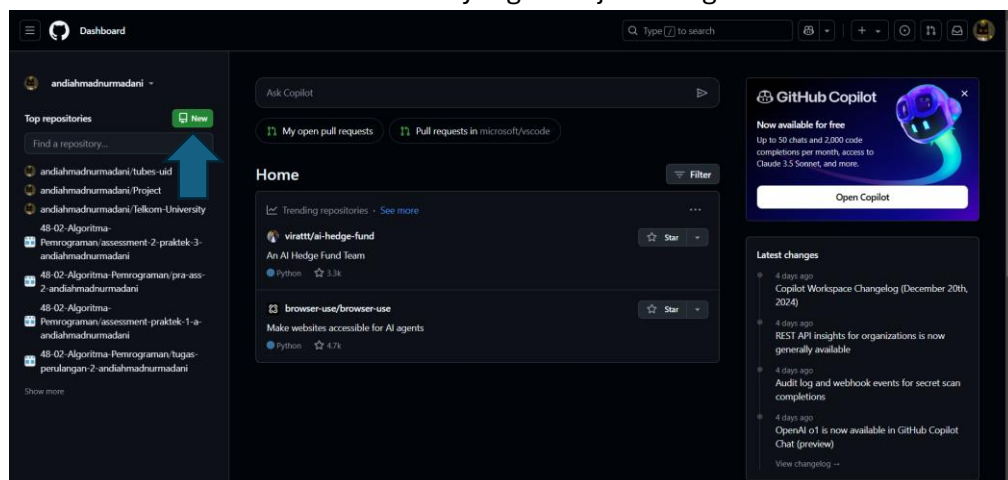 Dashboard
Type / to search
andiahmadnurmadani
Top repositories
New
Find a repository...
andiahmadnurmadani/tubes-uid
andiahmadnurmadani/Project
andiahmadnurmadani/Telkom-University
48-02-Algoritma-
Pemrograman/assessment-2-praktek-3-
andiahmadnurmadani
48-02-Algoritma-Pemrograman/pra-ass-
2-andiahmadnurmadani
48-02-Algoritma-
Pemrograman/assessment-praktek-1-a-
andiahmadnurmadani
48-02-Algoritma-Pemrograman/tugas-
perulangan-2-andiahmadnurmadani
Show more
Ask Copilot
My open pull requests
Pull requests in microsoft/vscode
Home
Filter
Trending repositories · See more
virattt/ai-hedge-fund
Star
An AI Hedge Fund Team
Python 3.3k
browser-use/browser-use
Star
Make websites accessible for AI agents
Python 4.7k
GitHub Copilot
Now available for free
Up to 50 chats and 2,000 code
completions per month, access to
Claude 3.5 Sonnet, and more.
Open Copilot
Latest changes
4 days ago
Copilot Workspace Changelog (December 20th,
2024)
4 days ago
REST API insights for organizations is now
generally available
4 days ago
Audit log and webhook events for secret scan
completions
4 days ago
OpenAI o1 is now available in GitHub Copilot
Chat (preview)
View changelog →